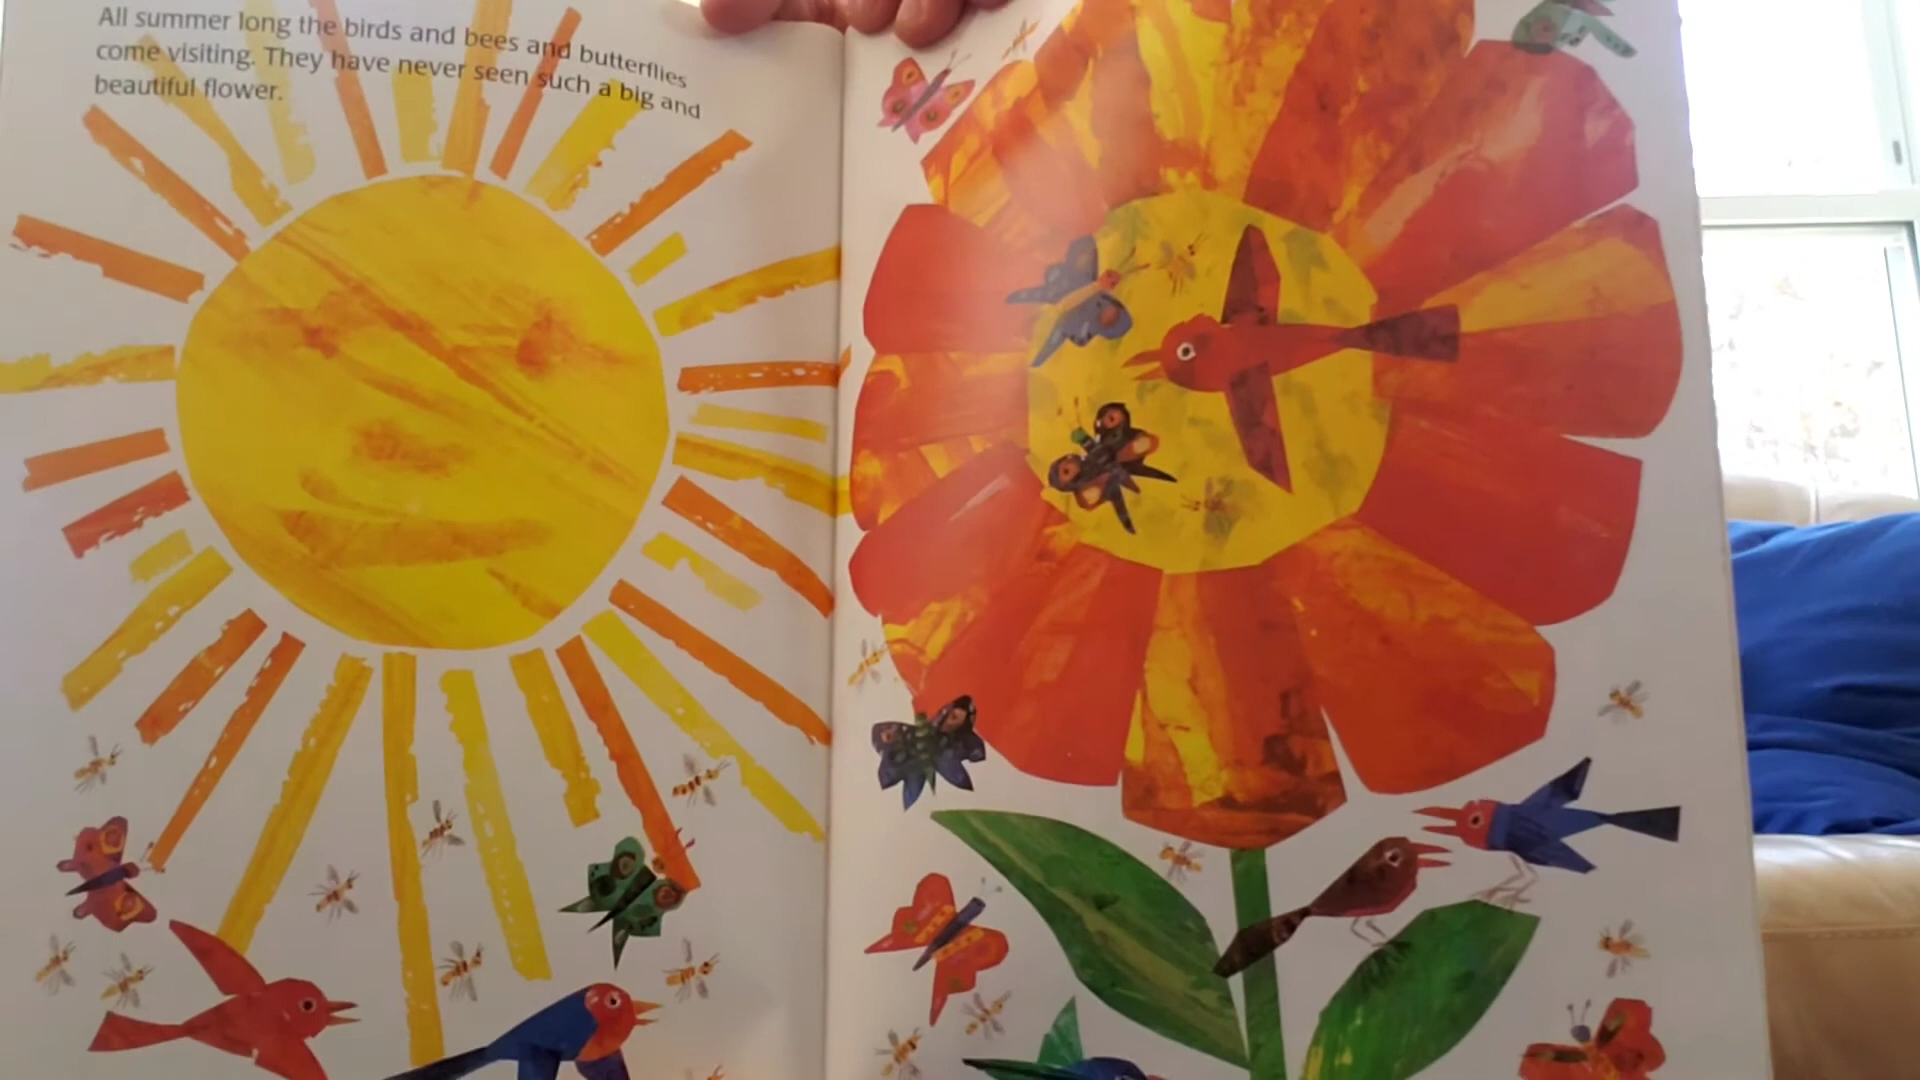 All summer long the birds and bees and butterflies
come visiting. They have never seen such a big and
beautiful flower.